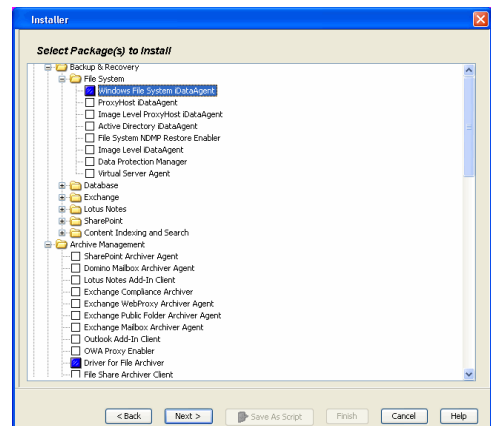 Installer
Select Package(s) to Install
Backup & Recovery
File System
Windows File System iDataAgent
ProxyHost iDataAgent
Image Level ProxyHost iDataAgent
Active Directory iDataAgent
File System NDMP Restore Enabler
Image Level iDataAgent
Data Protection Manager
Virtual Server Agent
Database
Exchange
Lotus Notes
SharePoint
Content Indexing and Search
Archive Management
SharePoint Archiver Agent
Domino Mailbox Archiver Agent
Lotus Notes Add-In Client
Exchange Compliance Archiver
Exchange WebProxy Archiver Agent
Exchange Public Folder Archiver Agent
Exchange Mailbox Archiver Agent
Outlook Add-In Client
OWA Proxy Enabler
Driver for File Archiver
File Share Archiver Client
< Back Next > Save As Script Finish Cancel Help